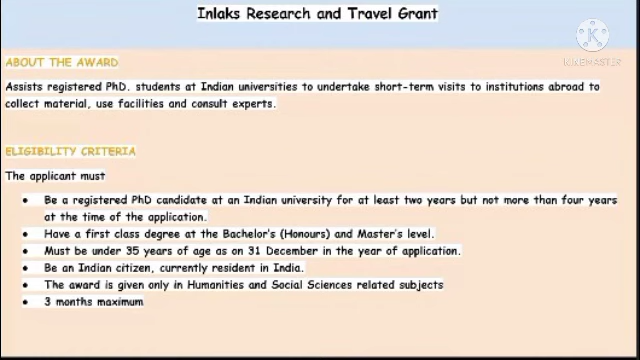 Inlaks Research and Travel Grant
KINEMASTER
ABOUT THE AWARD
Assists registered PhD. students at Indian universities to undertake short-term visits to institutions abroad to
collect material, use facilities and consult experts.
ELIGIBILITY CRITERIA
The applicant must
• Be a registered PhD candidate at an Indian university for at least two years but not more than four years
at the time of the application.
• Have a first class degree at the Bachelor's (Honours) and Master's level.
• Must be under 35 years of age as on 31 December in the year of application.
• Be an Indian citizen, currently resident in India.
• The award is given only in Humanities and Social Sciences related subjects
• 3 months maximum